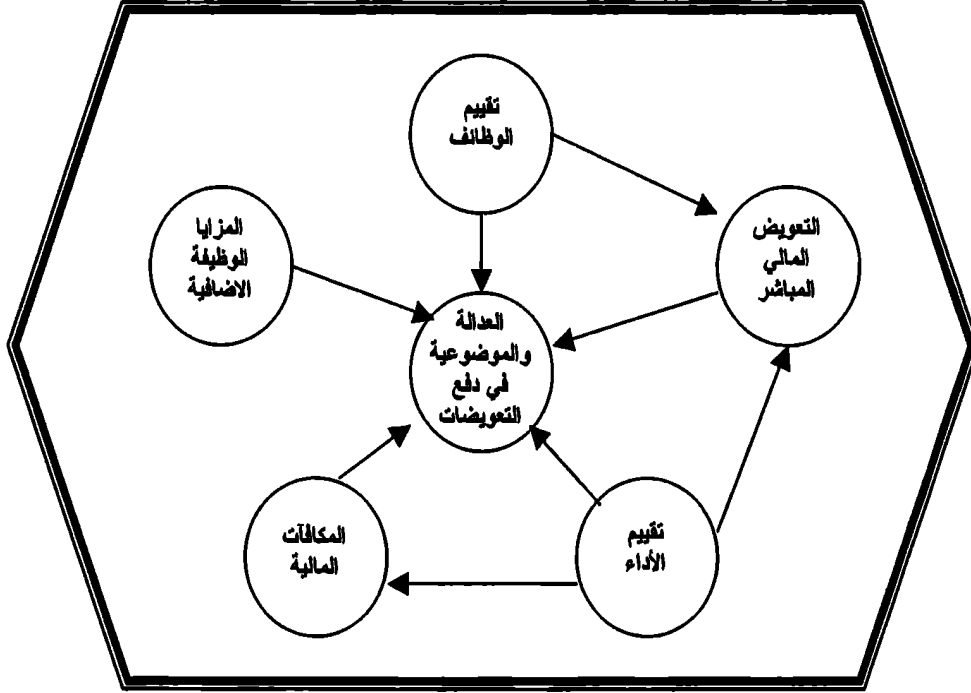 تقييم
الوظائف
التعويض
المالي
المباشر
المزايا
الوظيفة
الاضافية
العدالة
والموضوعية
في دفع
التعويضات
تقييم
الأداء
المكافآت
المالية